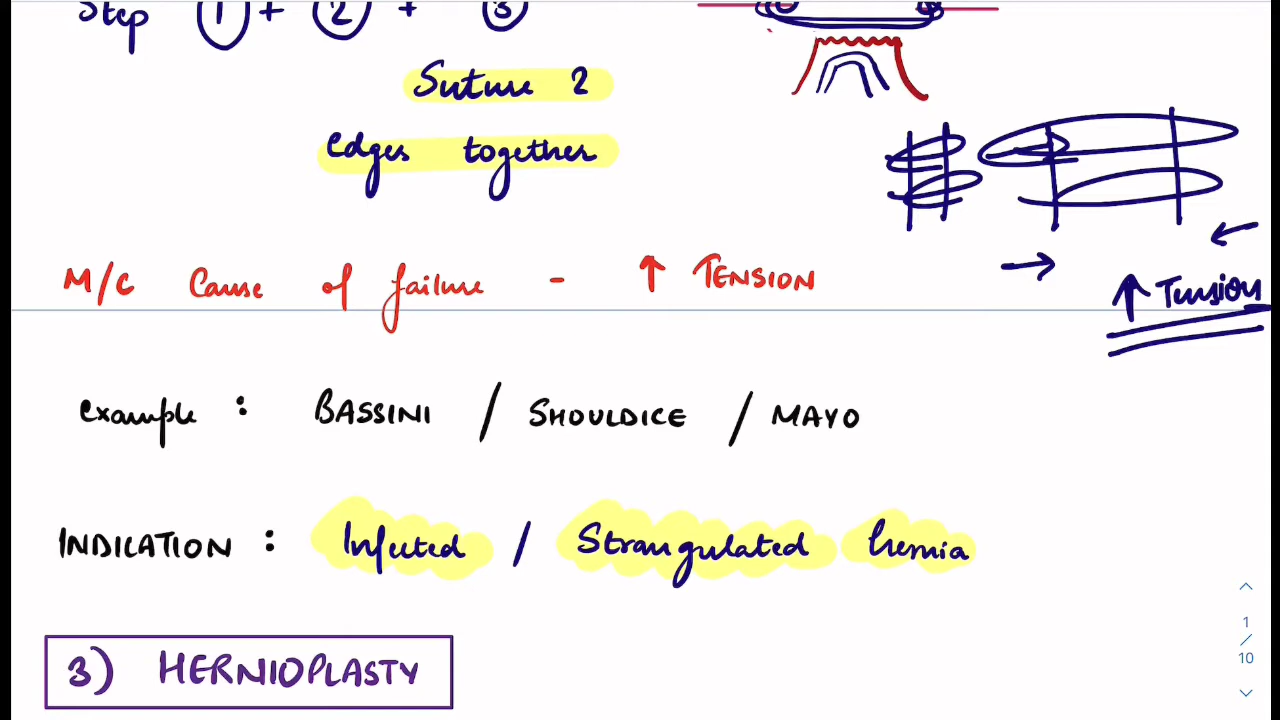 Step 1 + 2 + 3
Suture 2
edges together
M/C Cause of failure - ↑ TENSION
↑ Tension
example : BASSINI / SHOULDICE / MAYO
INDICATION : Infected / Strangulated hernia
3) HERNIOPLASTY
1
/
10